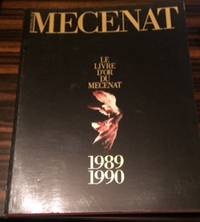 MECENAT
LE
LIVRE
D'OR
DU
MECENAT
1989
1990